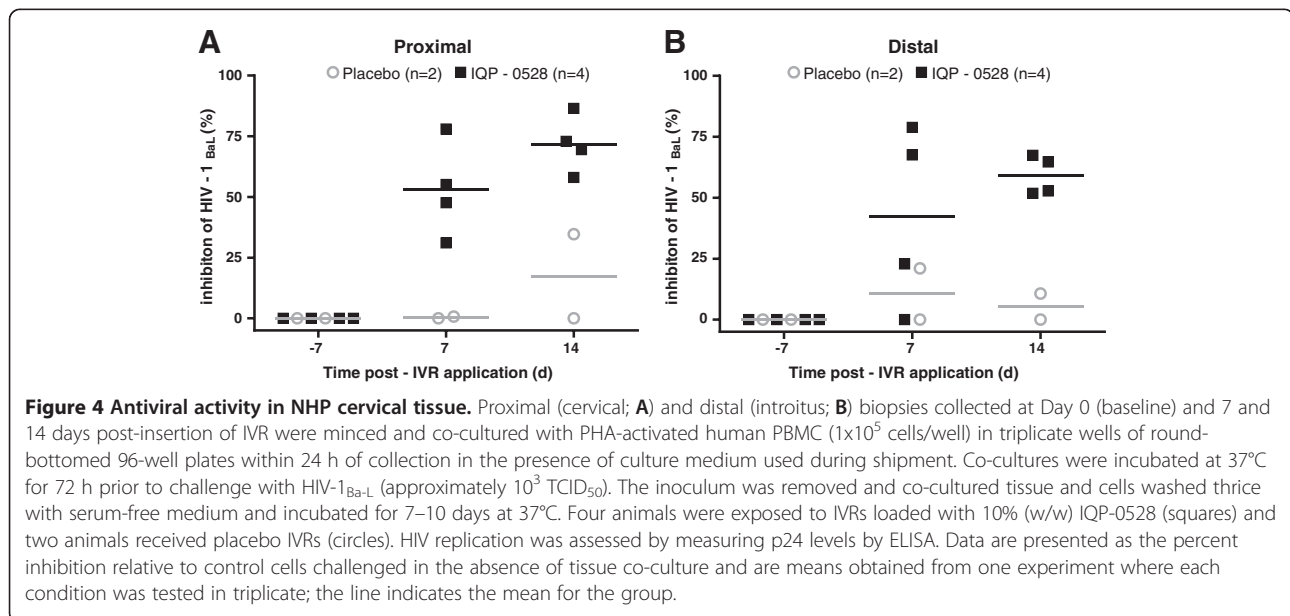 A
Proximal
Placebo (n=2) IQP - 0528 (n=4)
inhibiton of HIV - 1 BaL (%)
100
75
50
25
0
-7 7 14
Time post - IVR application (d)
B
Distal
Placebo (n=2) IQP - 0528 (n=4)
inhibiton of HIV - 1 BaL (%)
100
75
50
25
0
-7 7 14
Time post - IVR application (d)
Figure 4 Antiviral activity in NHP cervical tissue. Proximal (cervical; A) and distal (introitus; B) biopsies collected at Day 0 (baseline) and 7 and
14 days post-insertion of IVR were minced and co-cultured with PHA-activated human PBMC (1x10⁵ cells/well) in triplicate wells of round-
bottomed 96-well plates within 24 h of collection in the presence of culture medium used during shipment. Co-cultures were incubated at 37°C
for 72 h prior to challenge with HIV-1Ba-L (approximately 10³ TCID₅₀). The inoculum was removed and co-cultured tissue and cells washed thrice
with serum-free medium and incubated for 7–10 days at 37°C. Four animals were exposed to IVRs loaded with 10% (w/w) IQP-0528 (squares) and
two animals received placebo IVRs (circles). HIV replication was assessed by measuring p24 levels by ELISA. Data are presented as the percent
inhibition relative to control cells challenged in the absence of tissue co-culture and are means obtained from one experiment where each
condition was tested in triplicate; the line indicates the mean for the group.